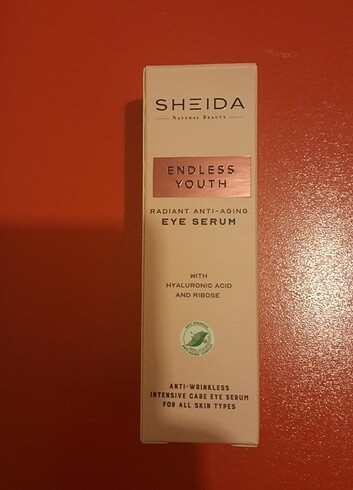 SHEIDA
NATURAL BEAUTY
ENDLESS
YOUTH
RADIANT ANTI-AGING
EYE SERUM
WITH
HYALURONIC ACID
AND RIBOSE
ANTI-WRINKLESS
INTENSIVE CARE EYE SERUM
FOR ALL SKIN TYPES